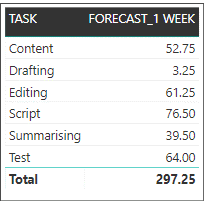 TASK FORECAST_1 WEEK
Content 52.75
Drafting 3.25
Editing 61.25
Script 76.50
Summarising 39.50
Test 64.00
Total 297.25